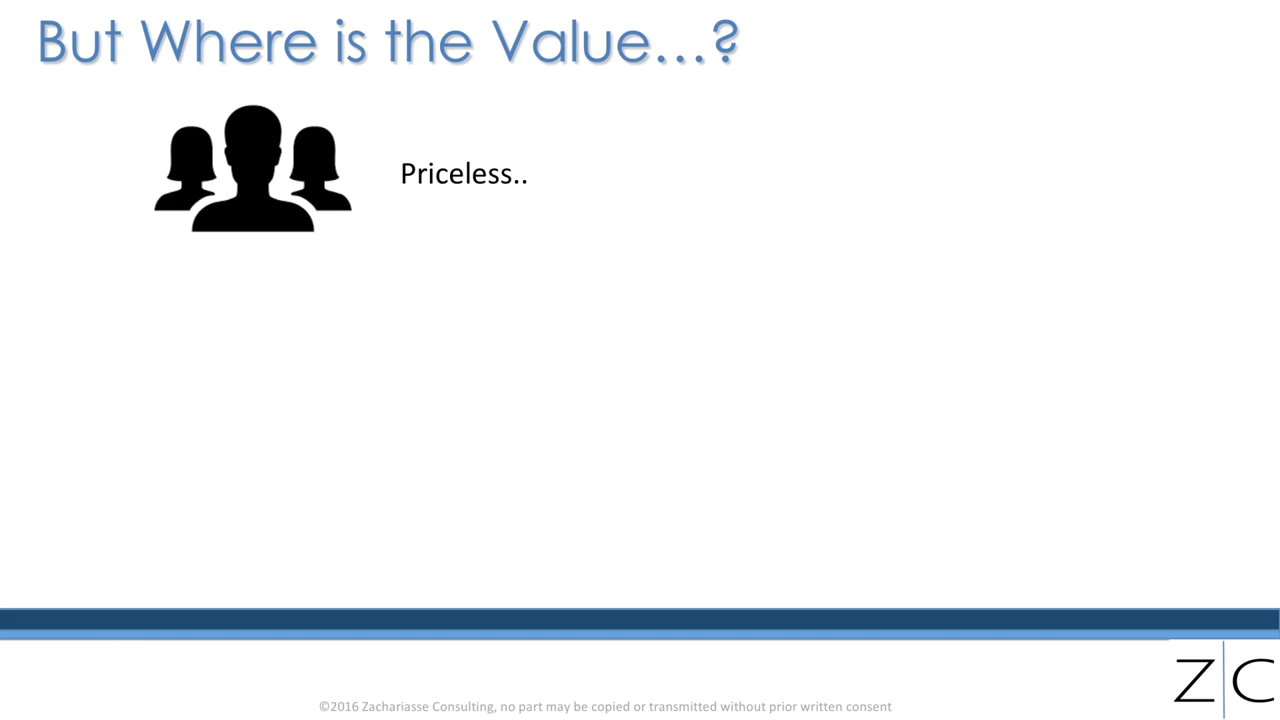 But Where is the Value...?
Priceless..
©2016 Zachariasse Consulting, no part may be copied or transmitted without prior written consent
Z|C